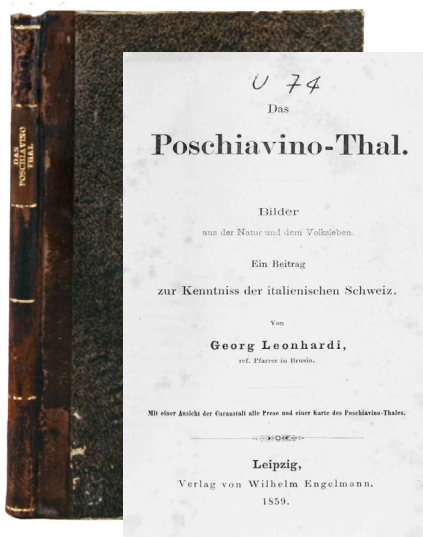 DAS
POSCHIAVINO
THAL
U 74
Das
Poschiavino-Thal.
Bilder
aus der Natur und dem Volksleben.
Ein Beitrag
zur Kenntniss der italienischen Schweiz.
Von
Georg Leonhardi,
ref. Pfarrer in Brusio.
Mit einer Ansicht der Curanstalt alle Prese und einer Karte des Poschiavino-Thales.
Leipzig,
Verlag von Wilhelm Engelmann.
1859.